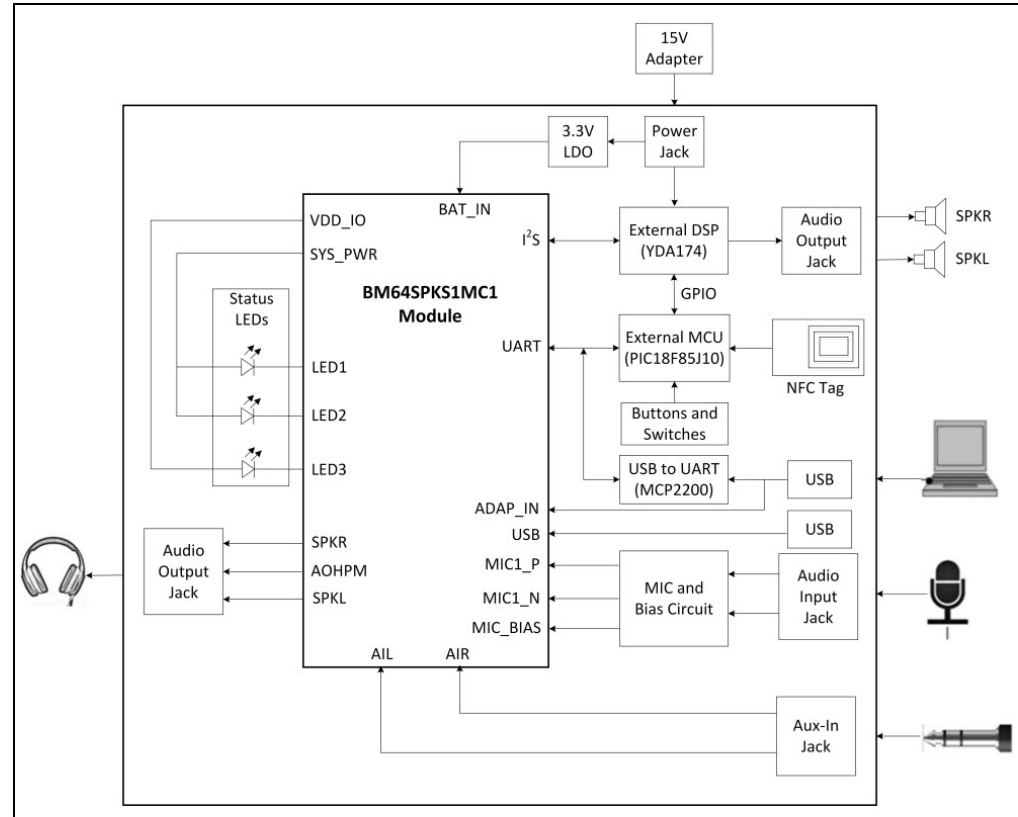 15V
Adapter
3.3V
LDO
Power
Jack
VDD_IO
BAT_IN
SYS_PWR
I²S
External DSP
(YDA174)
Audio
Output
Jack
SPKR
SPKL
BM64SPKS1MC1
Module
GPIO
Status
LEDs
UART
External MCU
(PIC18F85J10)
NFC Tag
LED1
LED2
LED3
Buttons and
Switches
USB to UART
(MCP2200)
USB
ADAP_IN
USB
USB
SPKR
AOHPM
SPKL
Audio
Output
Jack
MIC1_P
MIC1_N
MIC_BIAS
MIC and
Bias Circuit
Audio
Input
Jack
AIL
AIR
Aux-In
Jack